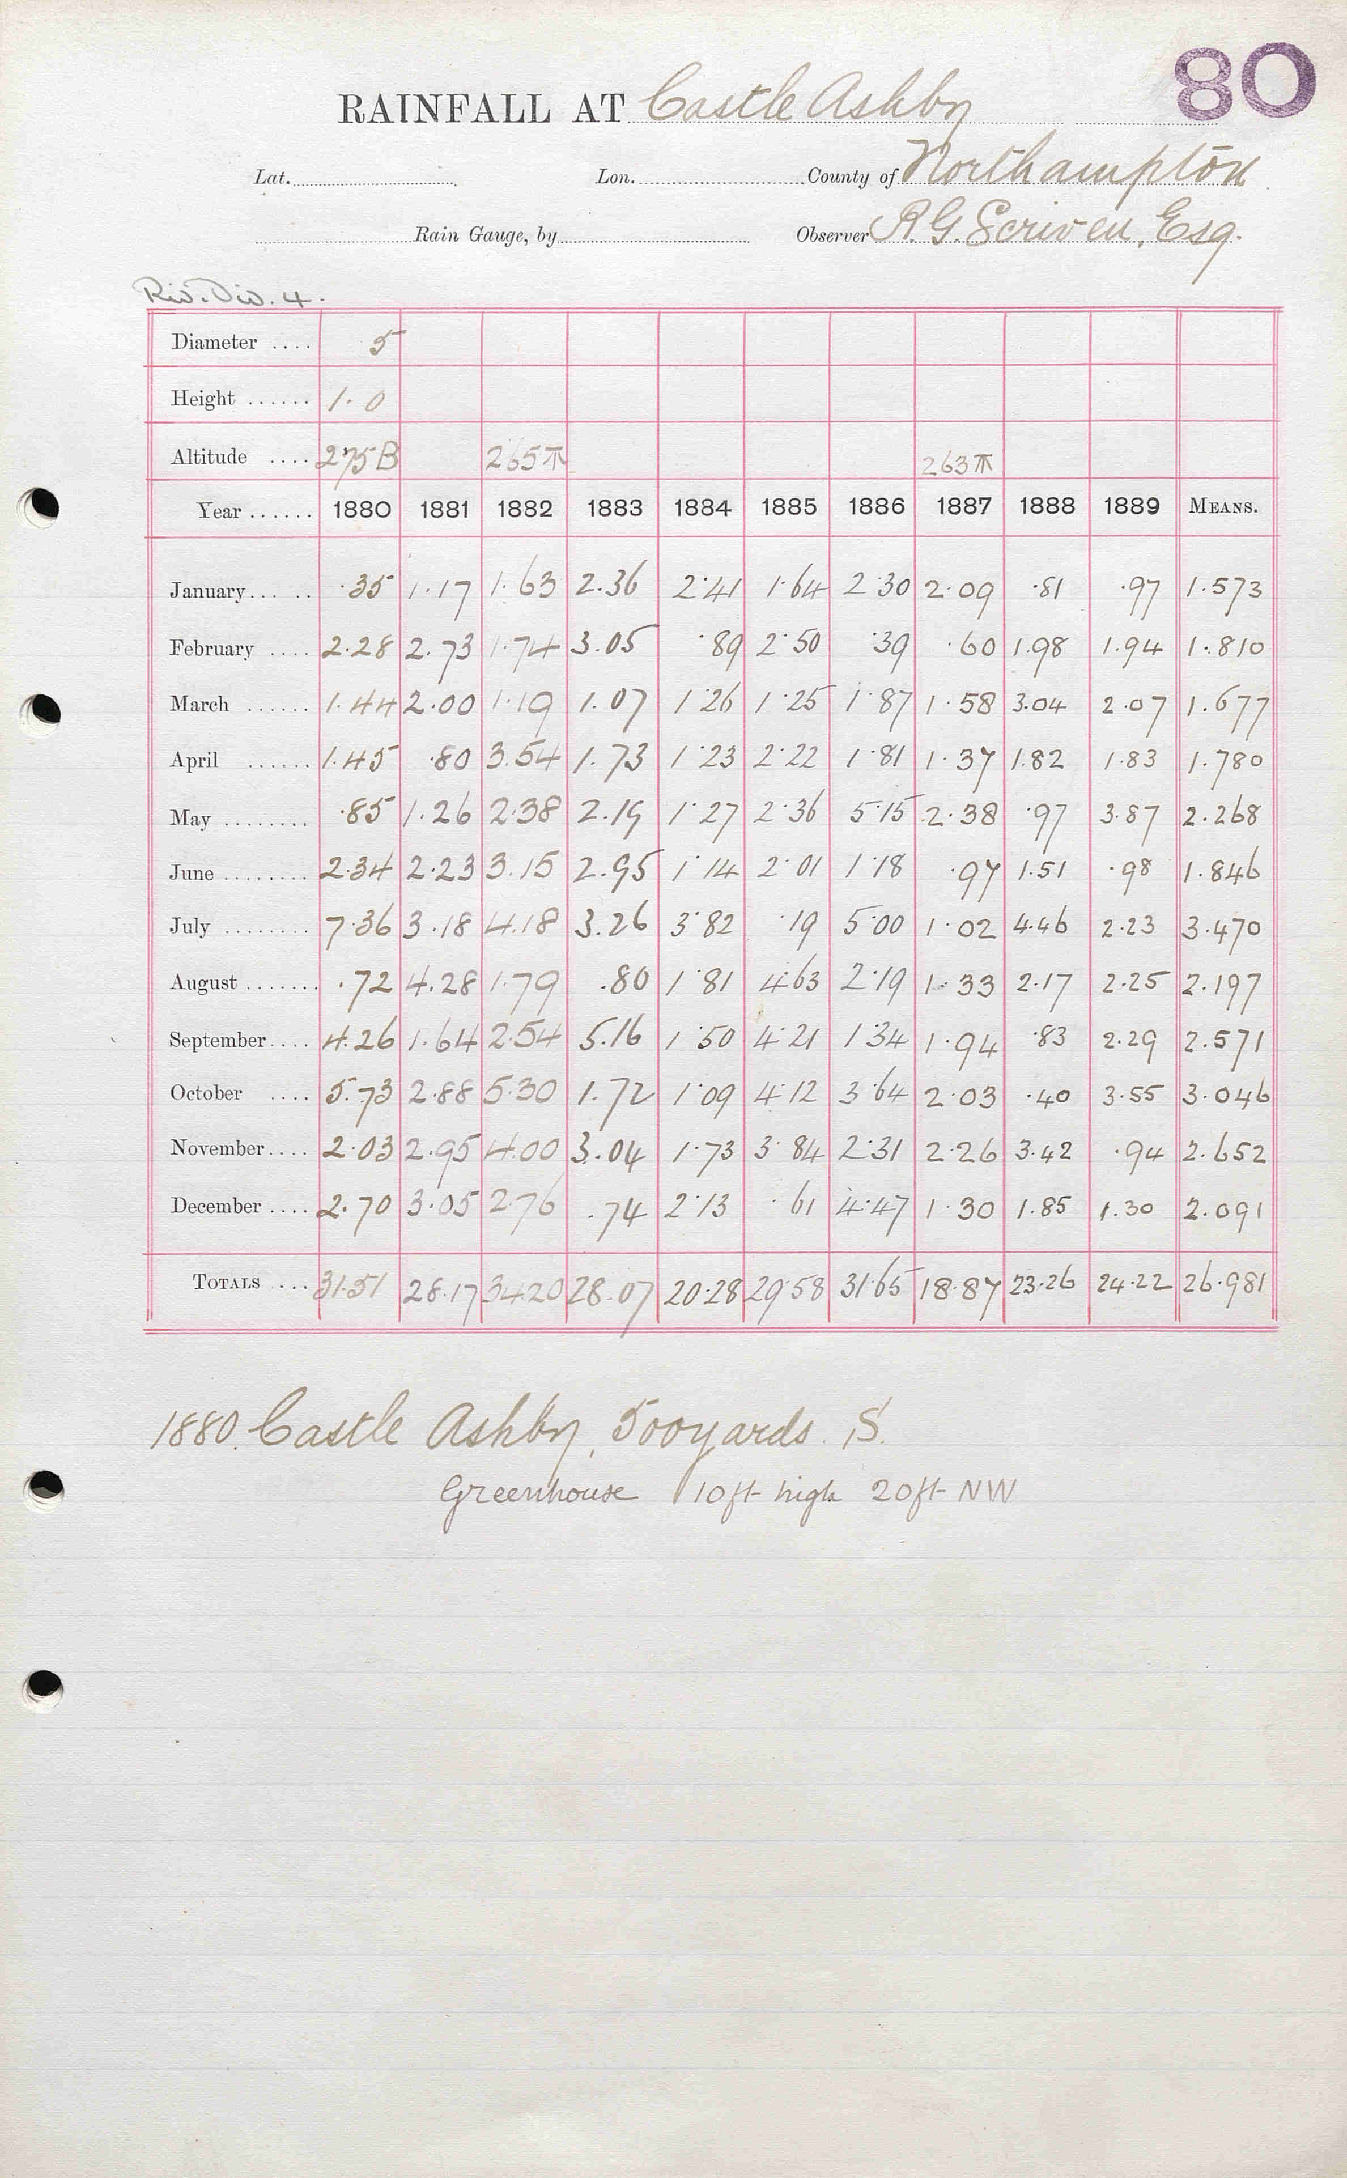 80
RAINFALL AT Castle Ashby
Lat. Lon. County of Northampton
Rain Gauge, by Observer R.G. Scriven, Esq.
Riv. Div. 4.
Diameter .... 5
Height ...... 1.0
Altitude .... 275B 265 263
Year ...... 1880 1881 1882 1883 1884 1885 1886 1887 1888 1889 MEANS.
January... .. .35 1.17 1.63 2.36 2.41 1.64 2.30 2.09 .81 .97 1.573
February .... 2.28 2.73 1.74 3.05 .89 2.50 .39 .60 1.98 1.94 1.810
March ...... 1.44 2.00 1.19 1.07 1.26 1.25 1.87 1.58 3.04 2.07 1.677
April ...... 1.45 .80 3.54 1.73 1.23 2.22 1.81 1.37 1.82 1.83 1.780
May ........ .85 1.26 2.38 2.19 1.27 2.36 5.15 2.38 .97 3.87 2.268
June ........ 2.34 2.23 3.15 2.95 1.14 2.01 1.18 .97 1.51 .98 1.846
July ........ 7.36 3.18 4.18 3.26 3.82 .19 5.00 1.02 4.46 2.23 3.470
August ....... .72 4.28 1.79 .80 1.81 4.63 2.19 1.33 2.17 2.25 2.197
September.... 4.26 1.64 2.54 5.16 1.50 4.21 1.34 1.94 .83 2.29 2.571
October .... 5.73 2.88 5.30 1.72 1.09 4.12 3.64 2.03 .40 3.55 3.046
November.... 2.03 2.95 4.00 3.04 1.73 3.84 2.31 2.26 3.42 .94 2.652
December .... 2.70 3.05 2.76 .74 2.13 .61 4.47 1.30 1.85 1.30 2.091
TOTALS ... 31.51 28.17 34.20 28.07 20.28 29.58 31.65 18.87 23.26 24.22 26.981
1880. Castle Ashby, 500 yards S.
Greenhouse 10ft high 20ft NW